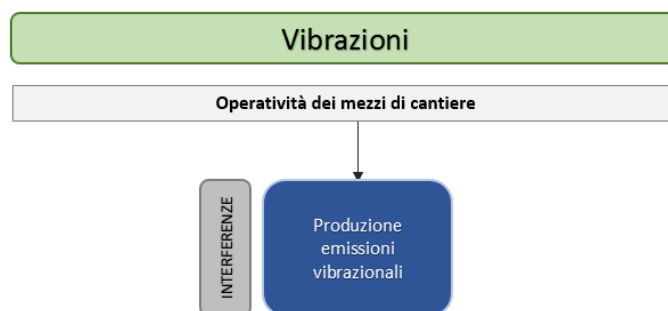 Vibrazioni
Operatività dei mezzi di cantiere
INTERFERENZE
Produzione
emissioni
vibrazionali